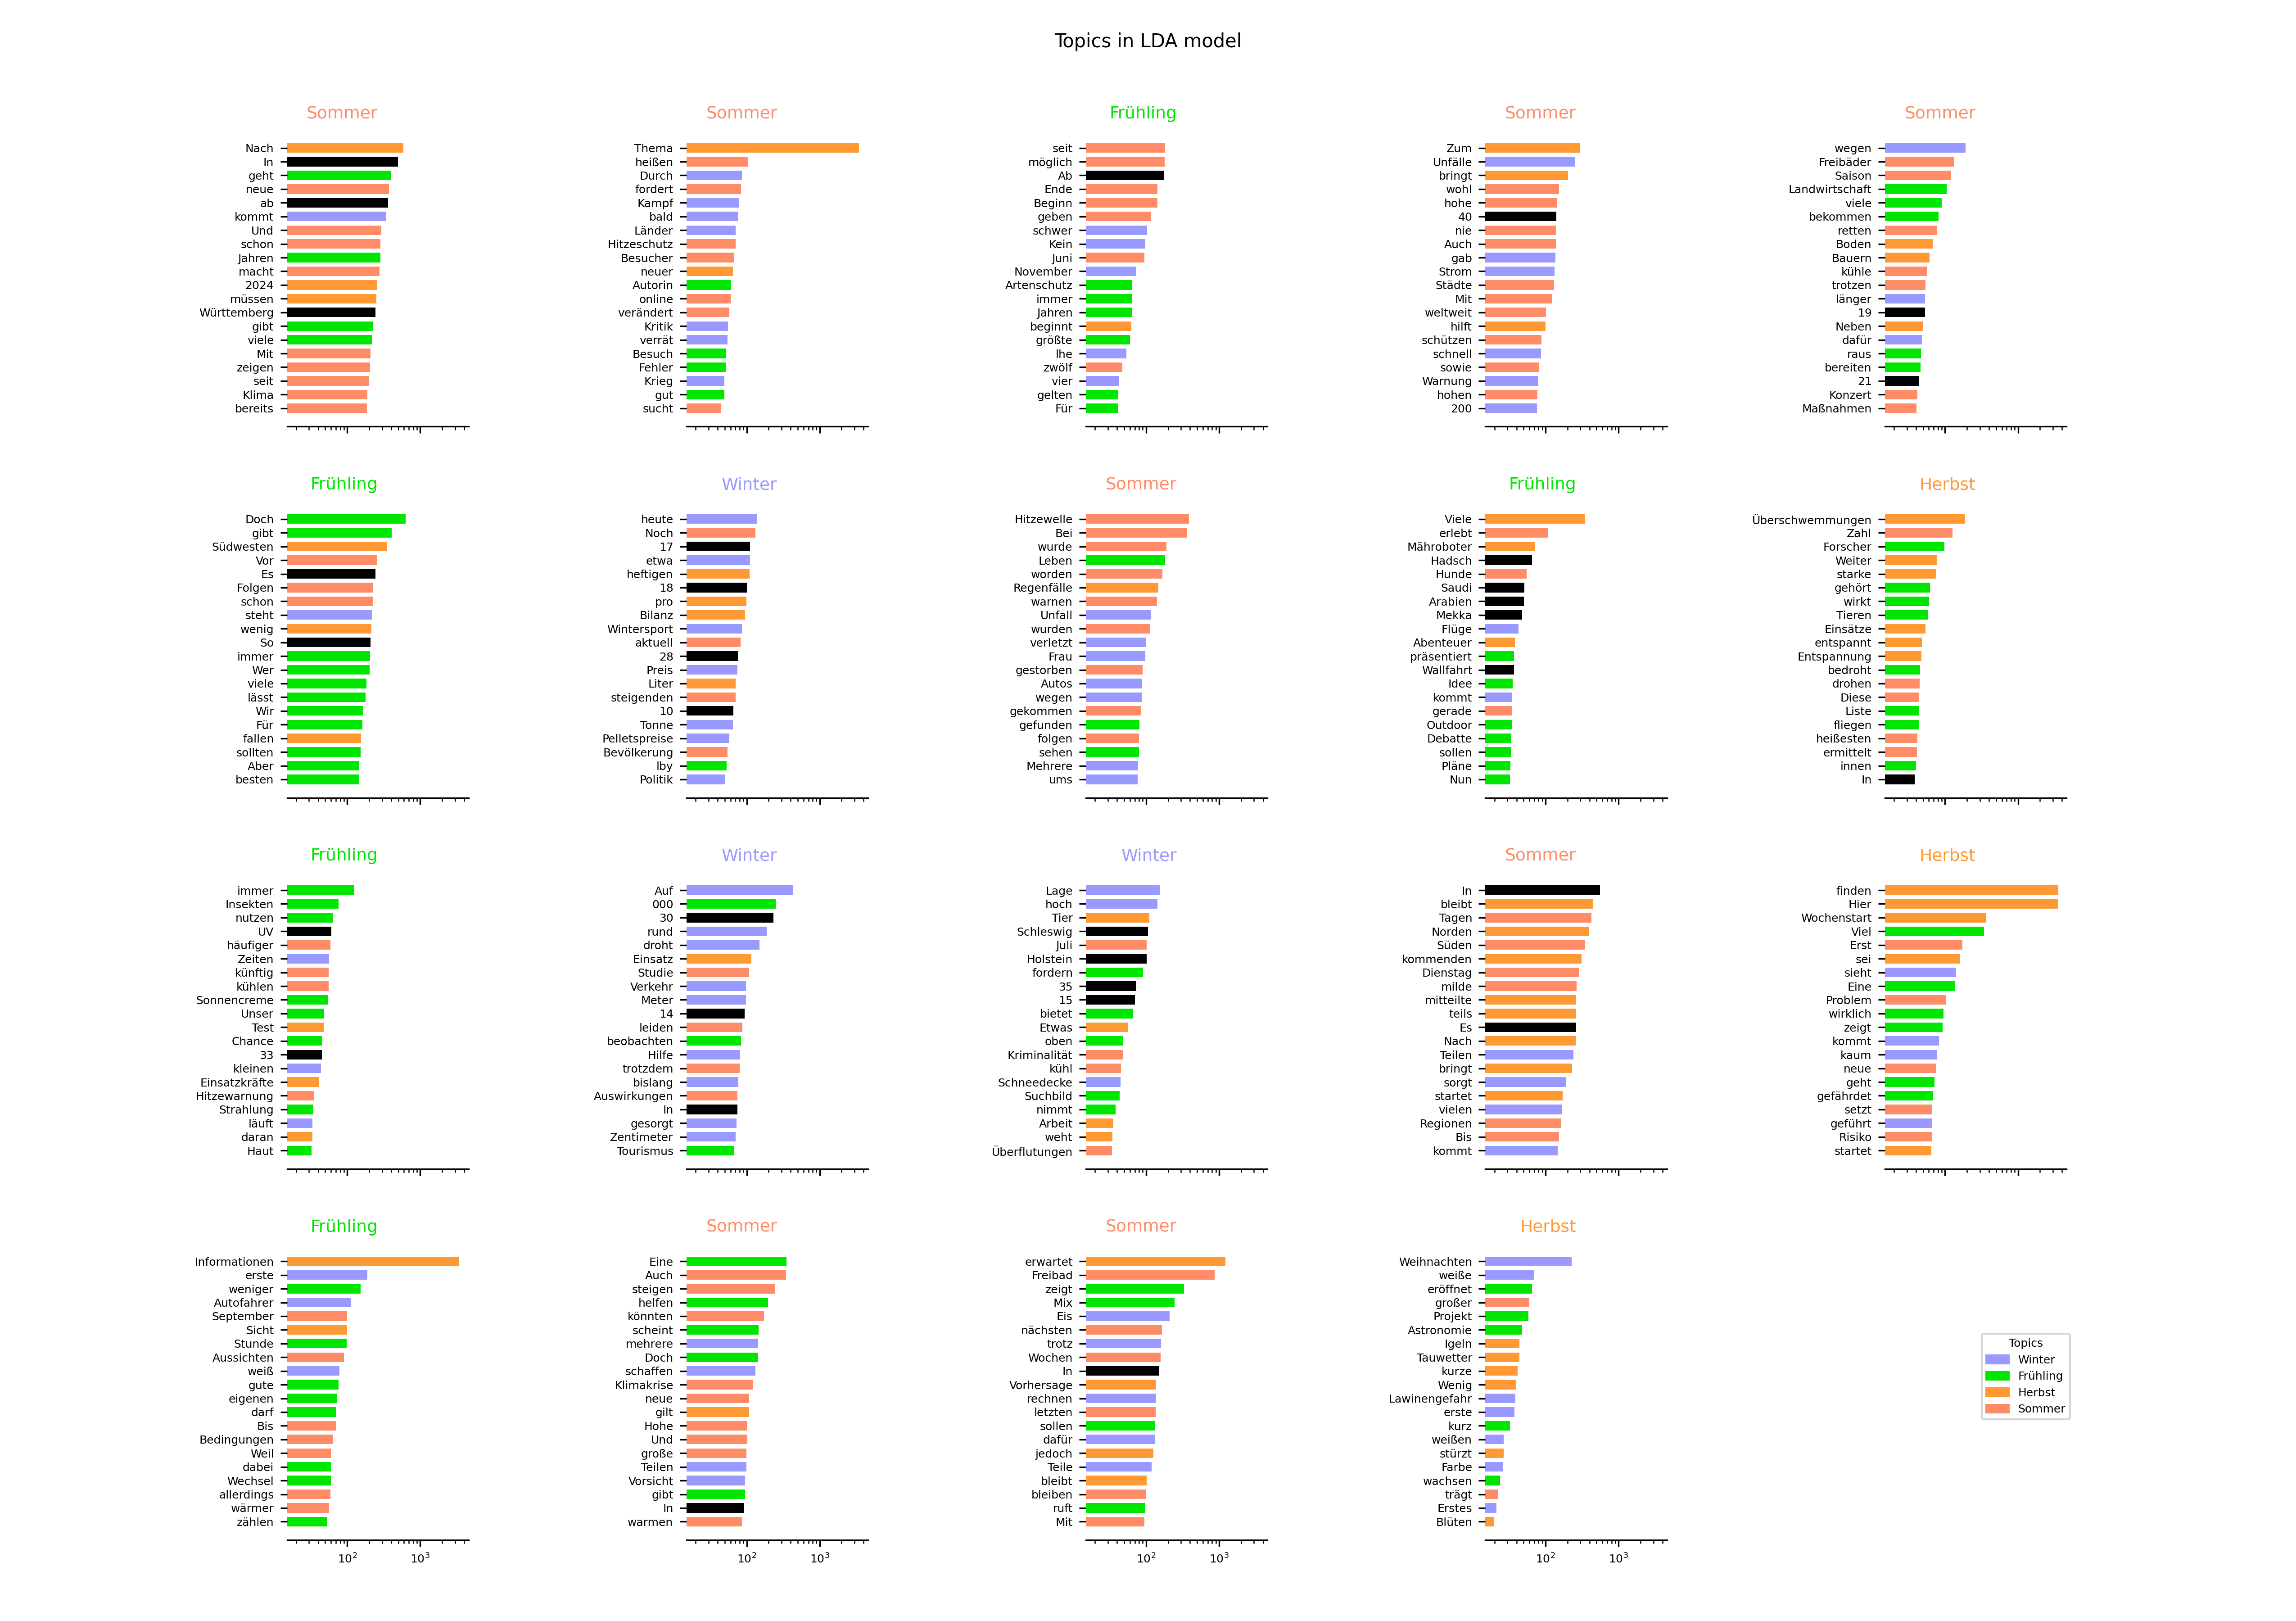 Topics in LDA model
Sommer
Nach
In
geht
neue
ab
kommt
Und
schon
Jahren
macht
2024
müssen
Württemberg
gibt
viele
Mit
zeigen
seit
Klima
bereits
Sommer
Thema
heißen
Durch
fordert
Kampf
bald
Länder
Hitzeschutz
Besucher
neuer
Autorin
online
verändert
Kritik
verrät
Besuch
Fehler
Krieg
gut
sucht
Frühling
seit
möglich
Ab
Ende
Beginn
geben
schwer
Kein
Juni
November
Artenschutz
immer
Jahren
beginnt
größte
lhe
zwölf
vier
gelten
Für
Sommer
Zum
Unfälle
bringt
wohl
hohe
40
nie
Auch
gab
Strom
Städte
Mit
weltweit
hilft
schützen
schnell
sowie
Warnung
hohen
200
Sommer
wegen
Freibäder
Saison
Landwirtschaft
viele
bekommen
retten
Boden
Bauern
kühle
trotzen
länger
19
Neben
dafür
raus
bereiten
21
Konzert
Maßnahmen
Frühling
Doch
gibt
Südwesten
Vor
Es
Folgen
schon
steht
wenig
So
immer
Wer
viele
lässt
Wir
Für
fallen
sollten
Aber
besten
Winter
heute
Noch
17
etwa
heftigen
18
pro
Bilanz
Wintersport
aktuell
28
Preis
Liter
steigenden
10
Tonne
Pelletspreise
Bevölkerung
lby
Politik
Sommer
Hitzewelle
Bei
wurde
Leben
worden
Regenfälle
warnen
Unfall
wurden
verletzt
Frau
gestorben
Autos
wegen
gekommen
gefunden
folgen
sehen
Mehrere
ums
Frühling
Viele
erlebt
Mähroboter
Hadsch
Hunde
Saudi
Arabien
Mekka
Flüge
Abenteuer
präsentiert
Wallfahrt
Idee
kommt
gerade
Outdoor
Debatte
sollen
Pläne
Nun
Herbst
Überschwemmungen
Zahl
Forscher
Weiter
starke
gehört
wirkt
Tieren
Einsätze
entspannt
Entspannung
bedroht
drohen
Diese
Liste
fliegen
heißesten
ermittelt
innen
In
Frühling
immer
Insekten
nutzen
UV
häufiger
Zeiten
künftig
kühlen
Sonnencreme
Unser
Test
Chance
33
kleinen
Einsatzkräfte
Hitzewarnung
Strahlung
läuft
daran
Haut
Winter
Auf
000
30
rund
droht
Einsatz
Studie
Verkehr
Meter
14
leiden
beobachten
Hilfe
trotzdem
bislang
Auswirkungen
In
gesorgt
Zentimeter
Tourismus
Winter
Lage
hoch
Tier
Schleswig
Juli
Holstein
fordern
35
15
bietet
Etwas
oben
Kriminalität
kühl
Schneedecke
Suchbild
nimmt
Arbeit
weht
Überflutungen
Sommer
In
bleibt
Tagen
Norden
Süden
kommenden
Dienstag
milde
mitteilte
teils
Es
Nach
Teilen
bringt
sorgt
startet
vielen
Regionen
Bis
kommt
Herbst
finden
Hier
Wochenstart
Viel
Erst
sei
sieht
Eine
Problem
wirklich
zeigt
kommt
kaum
neue
geht
gefährdet
setzt
geführt
Risiko
startet
Frühling
Informationen
erste
weniger
Autofahrer
September
Sicht
Stunde
Aussichten
weiß
gute
eigenen
darf
Bis
Bedingungen
Weil
dabei
Wechsel
allerdings
wärmer
zählen
10²
10³
Sommer
Eine
Auch
steigen
helfen
könnten
scheint
mehrere
Doch
schaffen
Klimakrise
neue
gilt
Hohe
Und
große
Teilen
Vorsicht
gibt
In
warmen
10²
10³
Sommer
erwartet
Freibad
zeigt
Mix
Eis
nächsten
trotz
Wochen
In
Vorhersage
rechnen
letzten
sollen
dafür
jedoch
Teile
bleibt
bleiben
ruft
Mit
10²
10³
Herbst
Weihnachten
weiße
eröffnet
großer
Projekt
Astronomie
Igeln
Tauwetter
kurze
Wenig
Lawinengefahr
erste
kurz
weißen
stürzt
Farbe
wachsen
trägt
Erstes
Blüten
10²
10³
Topics
Winter
Frühling
Herbst
Sommer